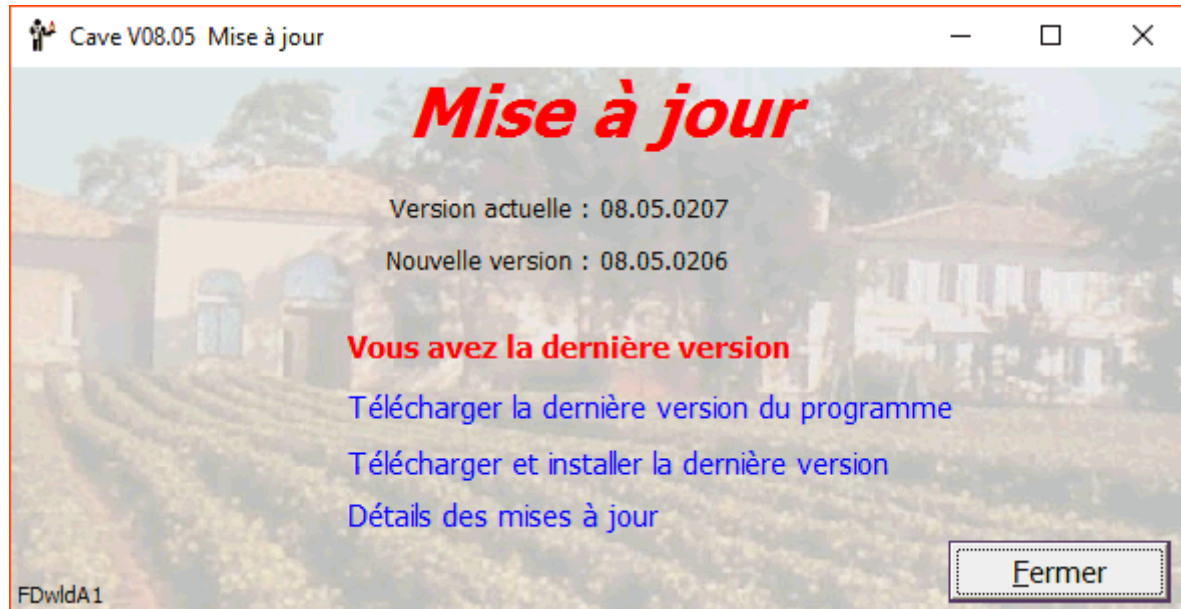 Cave V08.05 Mise à jour
Mise à jour
Version actuelle : 08.05.0207
Nouvelle version : 08.05.0206
Vous avez la dernière version
Télécharger la dernière version du programme
Télécharger et installer la dernière version
Détails des mises à jour
Fermer
FDwldA1